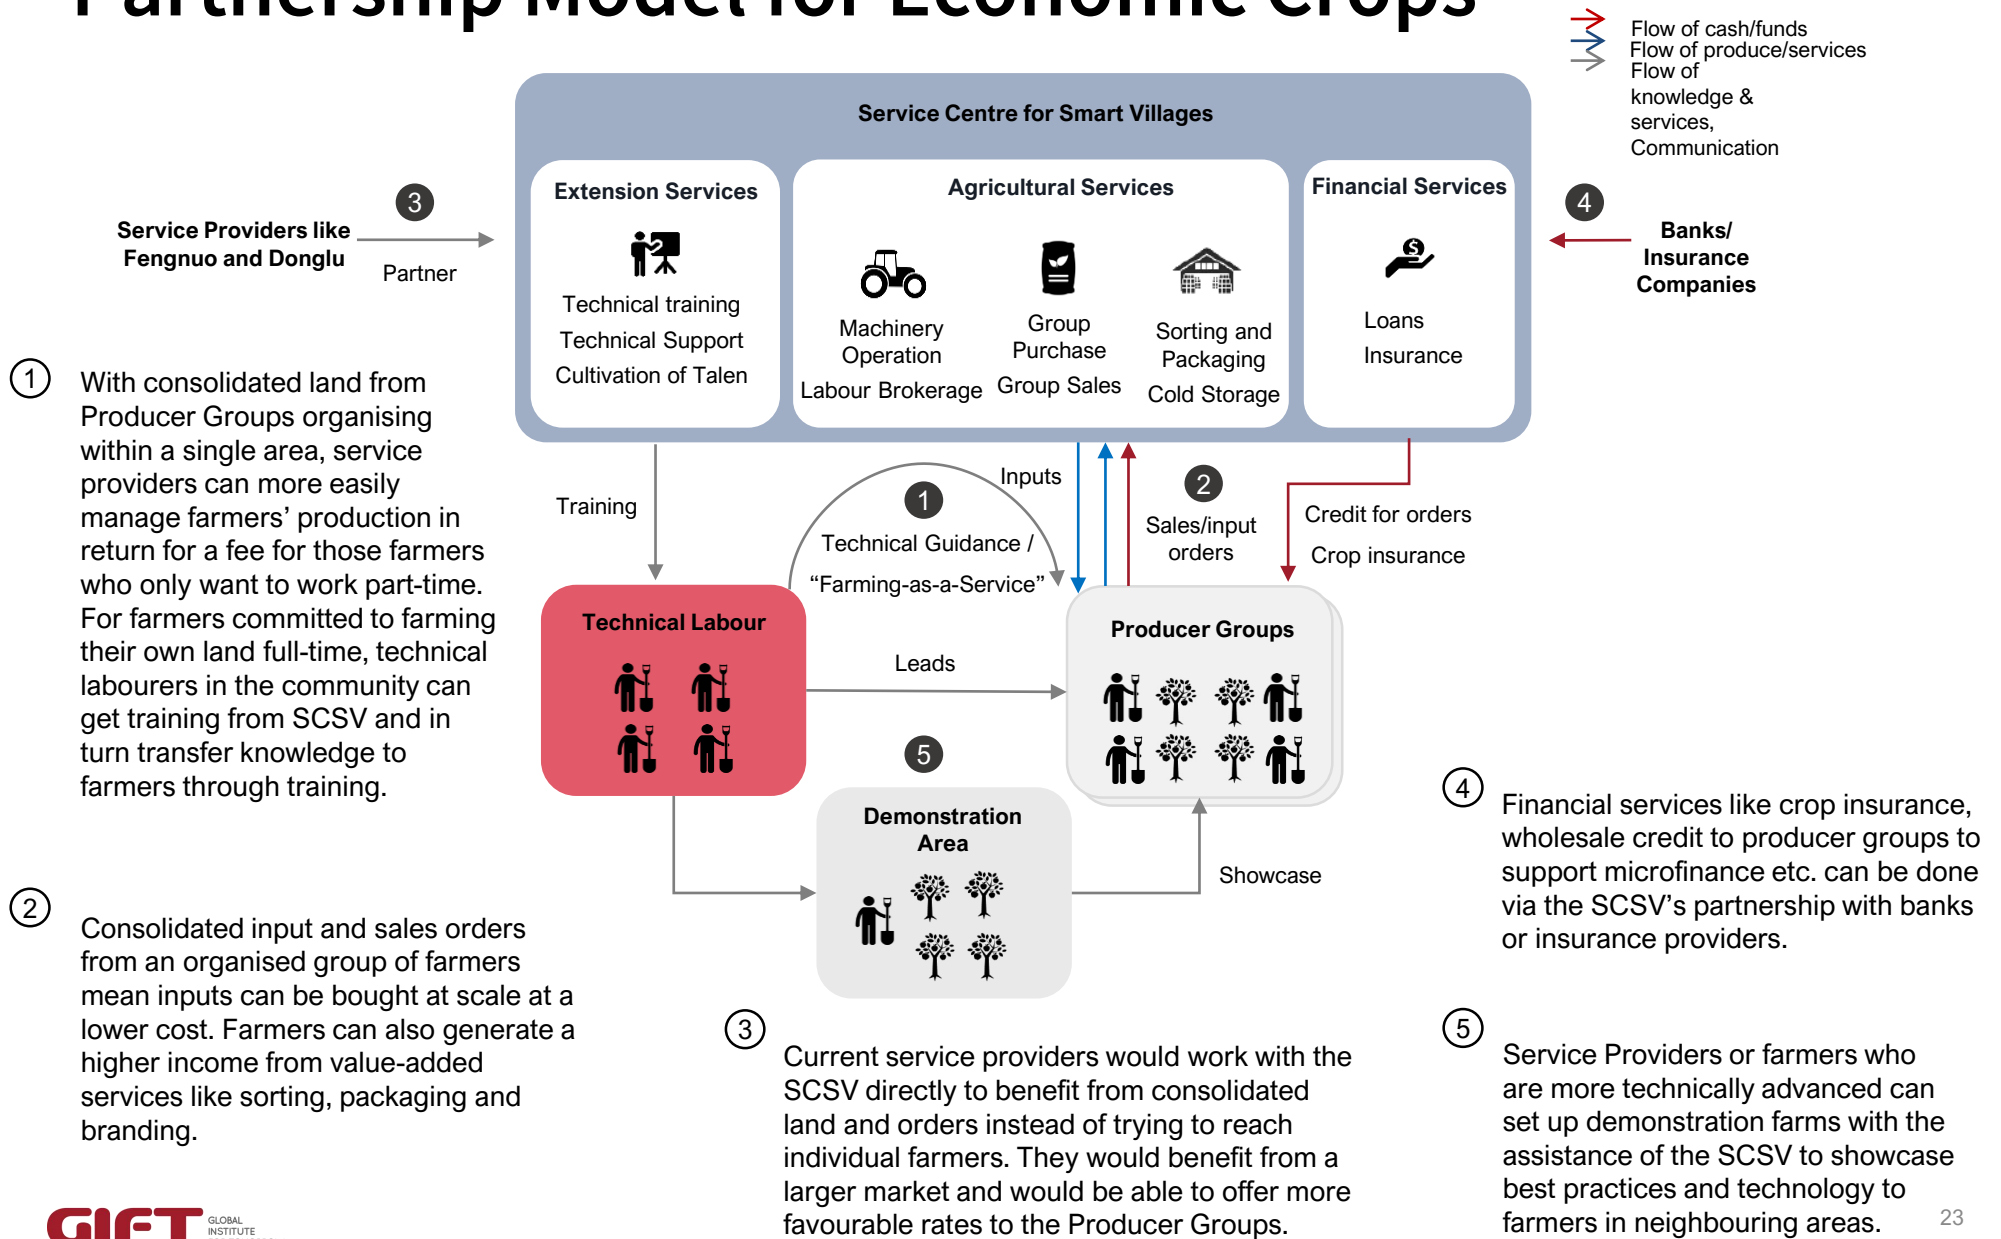 Partnership Model for Economic Crops
Flow of cash/funds
Flow of produce/services
Flow of
knowledge &
services,
Communication
Service Centre for Smart Villages
Extension Services
Technical training
Technical Support
Cultivation of Talen
Agricultural Services
Machinery
Operation
Labour Brokerage
Group
Purchase
Group Sales
Sorting and
Packaging
Cold Storage
Financial Services
Loans
Insurance
3
Service Providers like
Fengnuo and Donglu
Partner
4
Banks/
Insurance
Companies
Training
1
Technical Guidance /
“Farming-as-a-Service”
Inputs
2
Sales/input
orders
Credit for orders
Crop insurance
Technical Labour
Leads
Producer Groups
5
Demonstration
Area
Showcase
1
With consolidated land from
Producer Groups organising
within a single area, service
providers can more easily
manage farmers’ production in
return for a fee for those farmers
who only want to work part-time.
For farmers committed to farming
their own land full-time, technical
labourers in the community can
get training from SCSV and in
turn transfer knowledge to
farmers through training.
2
Consolidated input and sales orders
from an organised group of farmers
mean inputs can be bought at scale at a
lower cost. Farmers can also generate a
higher income from value-added
services like sorting, packaging and
branding.
3
Current service providers would work with the
SCSV directly to benefit from consolidated
land and orders instead of trying to reach
individual farmers. They would benefit from a
larger market and would be able to offer more
favourable rates to the Producer Groups.
4
Financial services like crop insurance,
wholesale credit to producer groups to
support microfinance etc. can be done
via the SCSV’s partnership with banks
or insurance providers.
5
Service Providers or farmers who
are more technically advanced can
set up demonstration farms with the
assistance of the SCSV to showcase
best practices and technology to
farmers in neighbouring areas.
GIFT
GLOBAL
INSTITUTE
23